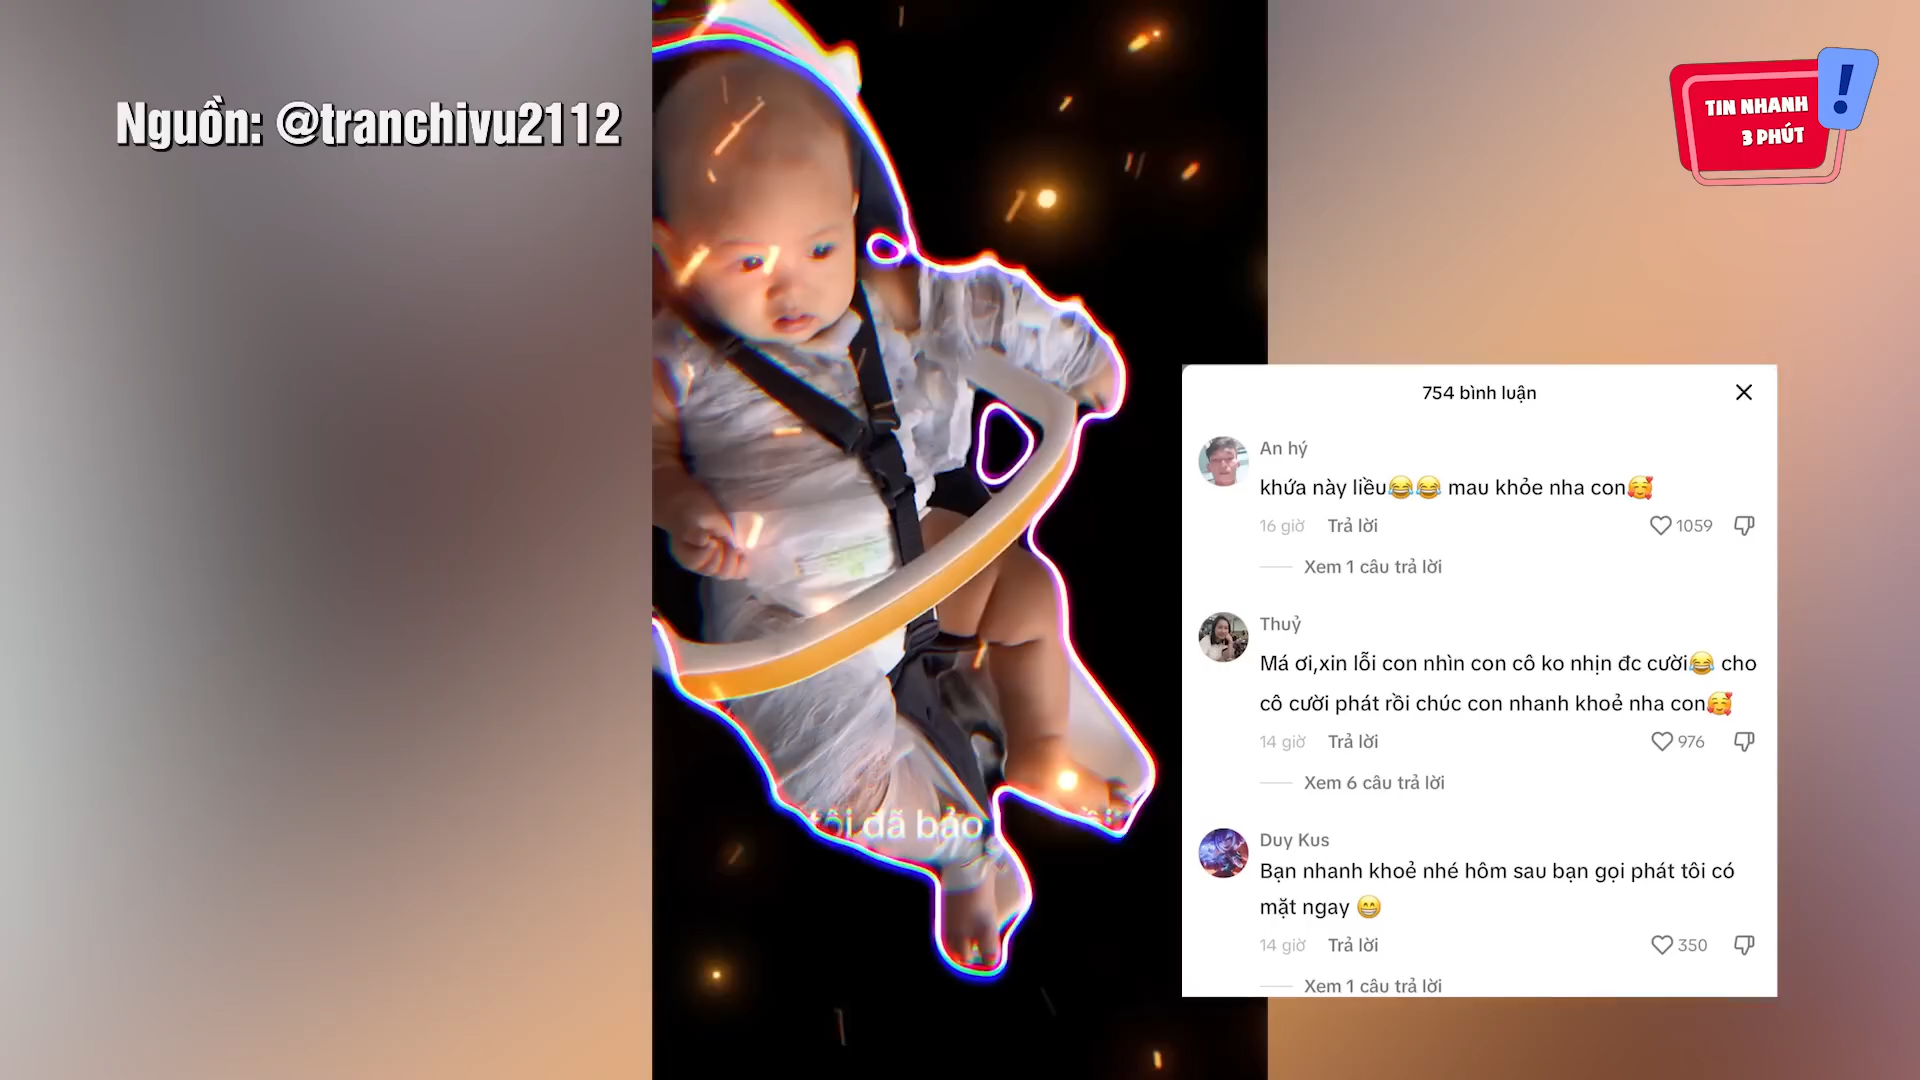 Nguồn: @tranchivu2112
TIN NHANH
3 PHÚT
!
tôi đã bảo
754 bình luận
An hý
khứa này liều😂😂 mau khỏe nha con🥰
16 giờ Trả lời 1059
Xem 1 câu trả lời
Thuỷ
Má ơi,xin lỗi con nhìn con cô ko nhịn đc cười😂 cho
cô cười phát rồi chúc con nhanh khoẻ nha con🥰
14 giờ Trả lời 976
Xem 6 câu trả lời
Duy Kus
Bạn nhanh khoẻ nhé hôm sau bạn gọi phát tôi có
mặt ngay 😁
14 giờ Trả lời 350
Xem 1 câu trả lời